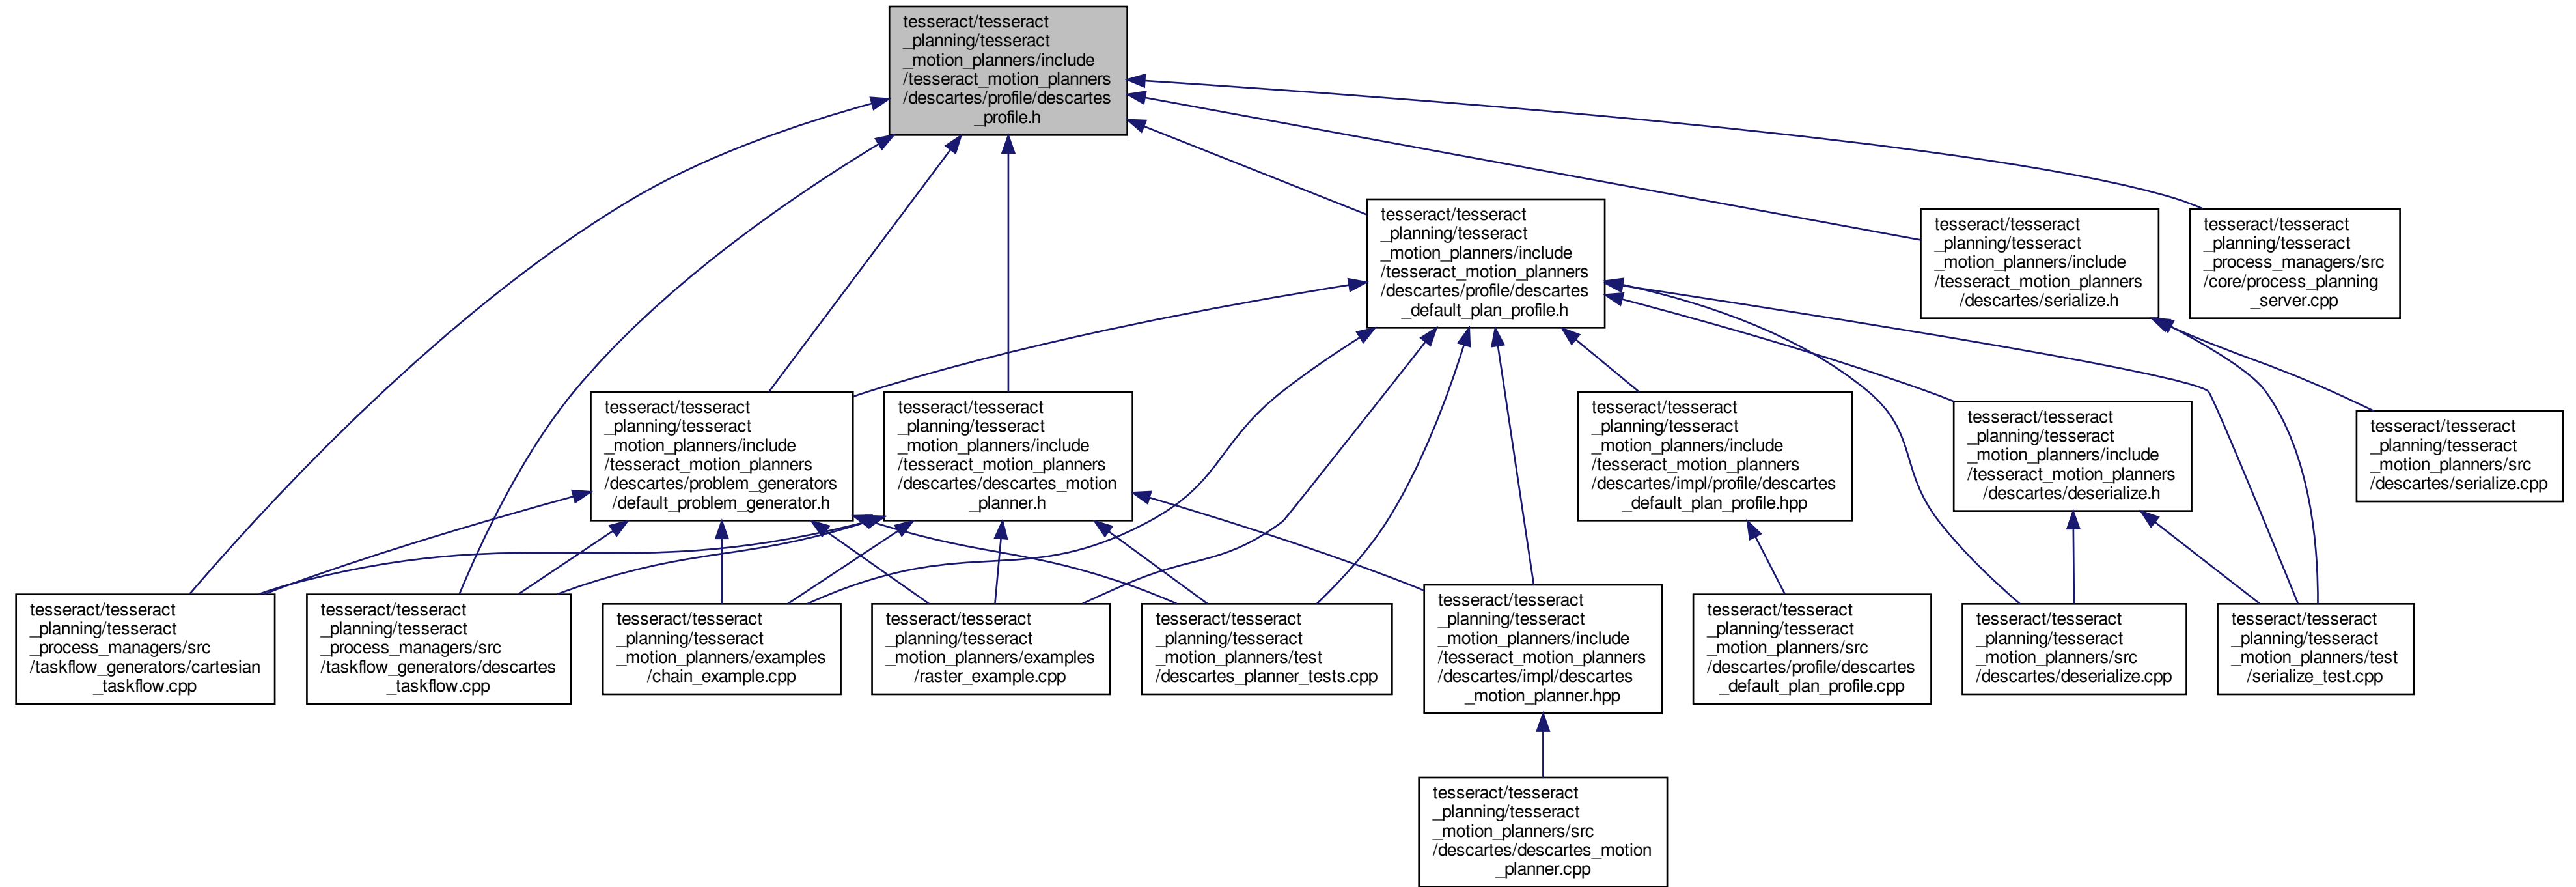 tesseract/tesseract
_planning/tesseract
_motion_planners/include
/tesseract_motion_planners
/descartes/profile/descartes
_profile.h
tesseract/tesseract
_planning/tesseract
_motion_planners/include
/tesseract_motion_planners
/descartes/profile/descartes
_default_plan_profile.h
tesseract/tesseract
_planning/tesseract
_motion_planners/include
/tesseract_motion_planners
/descartes/serialize.h
tesseract/tesseract
_planning/tesseract
_process_managers/src
/core/process_planning
_server.cpp
tesseract/tesseract
_planning/tesseract
_motion_planners/include
/tesseract_motion_planners
/descartes/problem_generators
/default_problem_generator.h
tesseract/tesseract
_planning/tesseract
_motion_planners/include
/tesseract_motion_planners
/descartes/descartes_motion
_planner.h
tesseract/tesseract
_planning/tesseract
_motion_planners/include
/tesseract_motion_planners
/descartes/impl/profile/descartes
_default_plan_profile.hpp
tesseract/tesseract
_planning/tesseract
_motion_planners/include
/tesseract_motion_planners
/descartes/deserialize.h
tesseract/tesseract
_planning/tesseract
_motion_planners/src
/descartes/serialize.cpp
tesseract/tesseract
_planning/tesseract
_process_managers/src
/taskflow_generators/cartesian
_taskflow.cpp
tesseract/tesseract
_planning/tesseract
_process_managers/src
/taskflow_generators/descartes
_taskflow.cpp
tesseract/tesseract
_planning/tesseract
_motion_planners/examples
/chain_example.cpp
tesseract/tesseract
_planning/tesseract
_motion_planners/examples
/raster_example.cpp
tesseract/tesseract
_planning/tesseract
_motion_planners/test
/descartes_planner_tests.cpp
tesseract/tesseract
_planning/tesseract
_motion_planners/include
/tesseract_motion_planners
/descartes/impl/descartes
_motion_planner.hpp
tesseract/tesseract
_planning/tesseract
_motion_planners/src
/descartes/profile/descartes
_default_plan_profile.cpp
tesseract/tesseract
_planning/tesseract
_motion_planners/src
/descartes/deserialize.cpp
tesseract/tesseract
_planning/tesseract
_motion_planners/test
/serialize_test.cpp
tesseract/tesseract
_planning/tesseract
_motion_planners/src
/descartes/descartes_motion
_planner.cpp